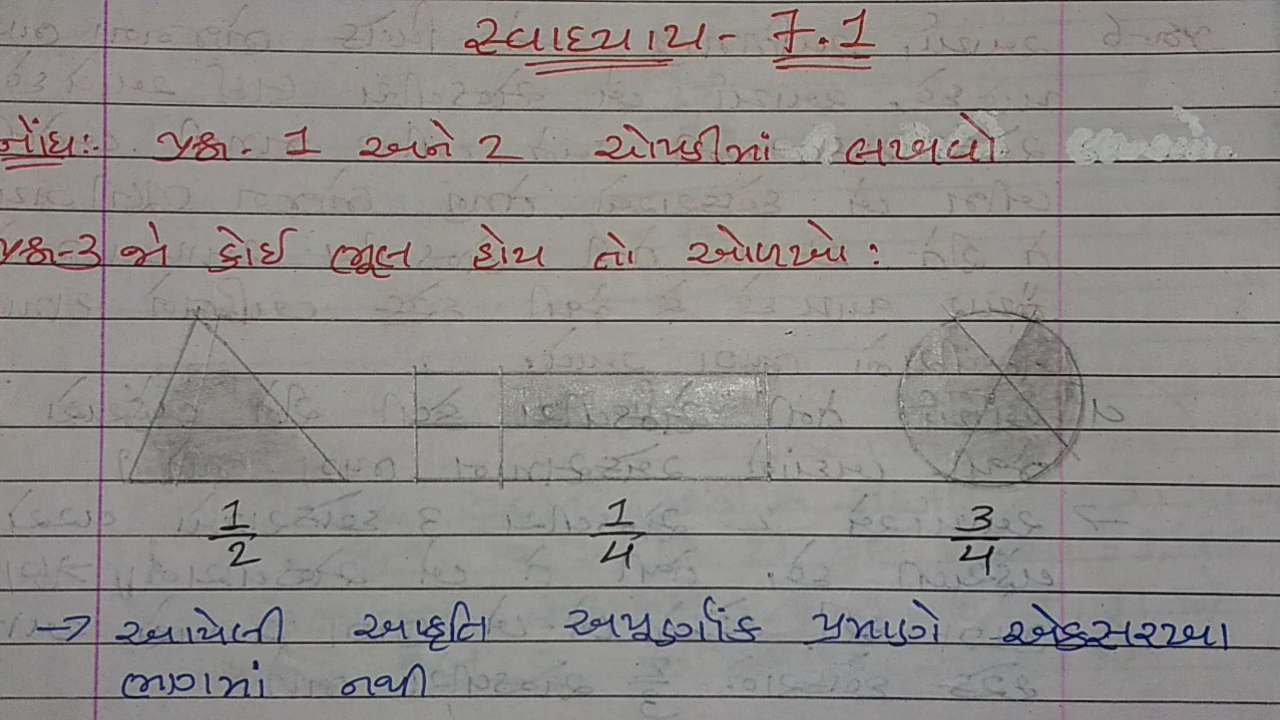 સ્વાધ્યાય - 7.1
નોંધ: પ્રશ્ન. 1 અને 2 ચોપડીમાં લખવો
પ્રશ્ન-3 જો કોઈ ભૂલ હોય તો ઓળખો :
1/2 1/4 3/4
→ આપેલી આકૃતિ અપૂર્ણાંક પ્રમાણે એકસરખા
ભાગમાં નથી